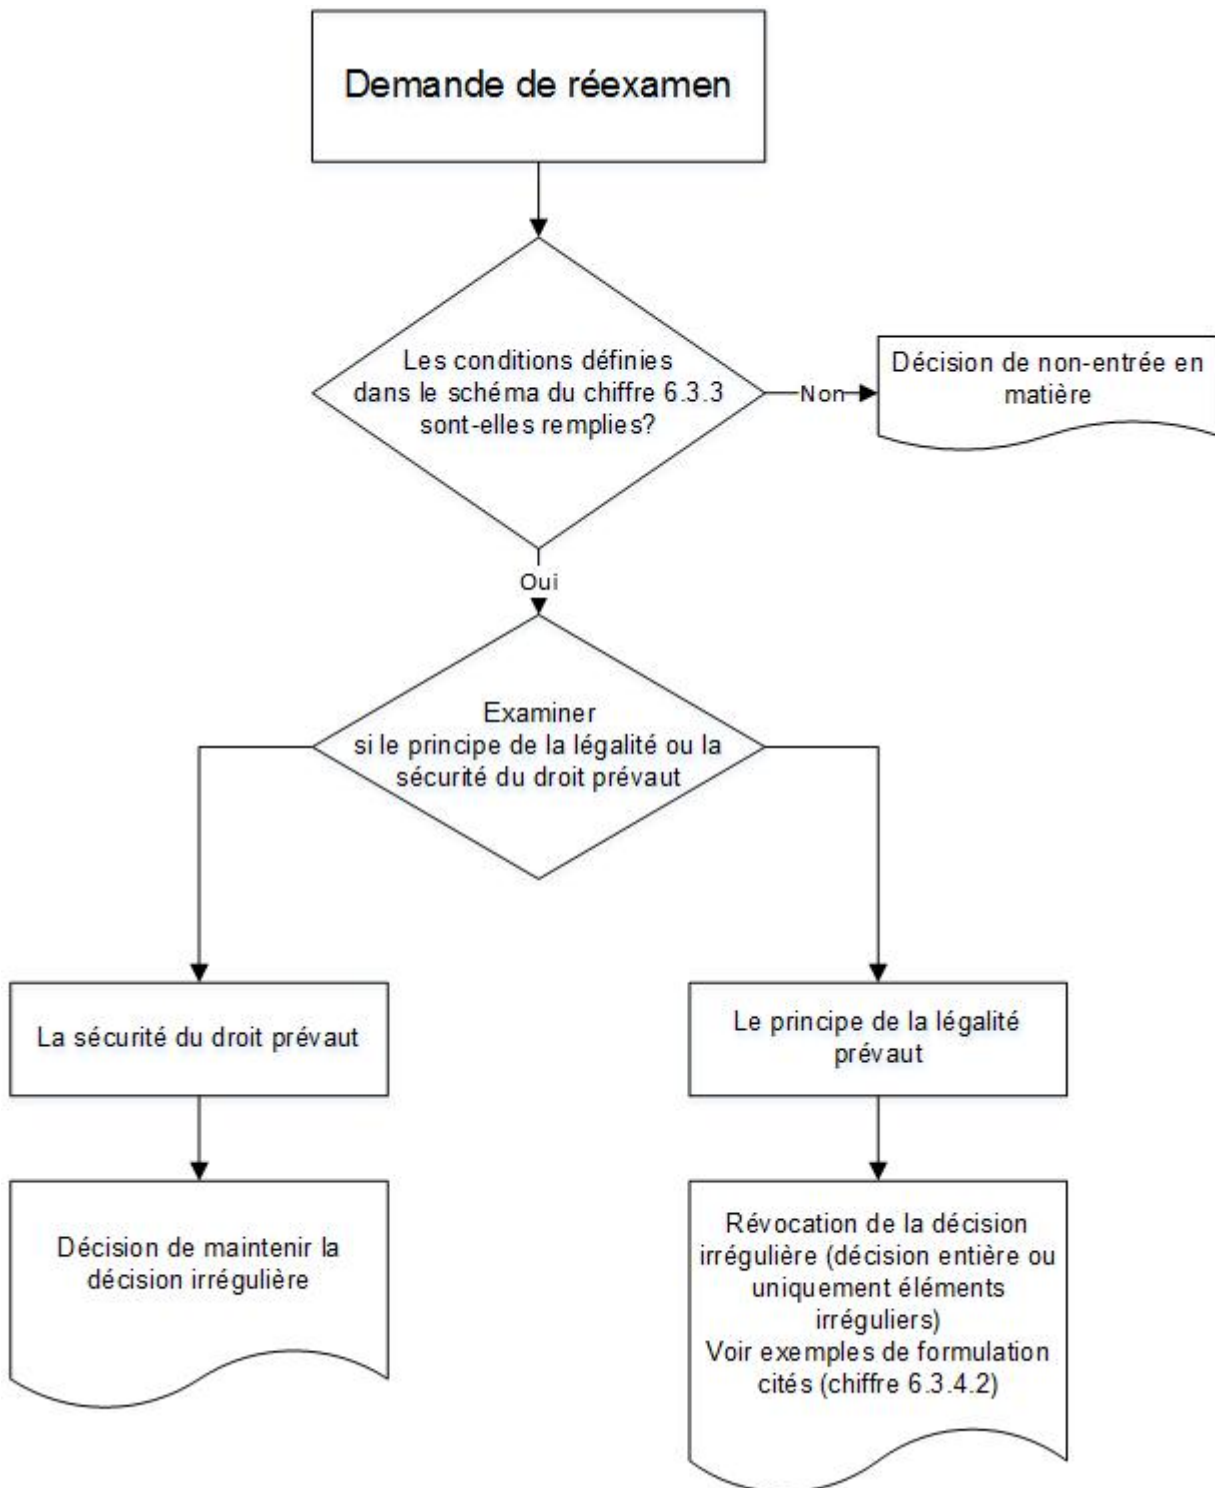 Demande de réexamen
Les conditions définies
dans le schéma du chiffre 6.3.3
sont-elles remplies?
Non
Décision de non-entrée en
matière
Oui
Examiner
si le principe de la légalité ou la
sécurité du droit prévaut
La sécurité du droit prévaut
Le principe de la légalité
prévaut
Décision de maintenir la
décision irrégulière
Révocation de la décision
irrégulière (décision entière ou
uniquement éléments
irréguliers)
Voir exemples de formulation
cités (chiffre 6.3.4.2)